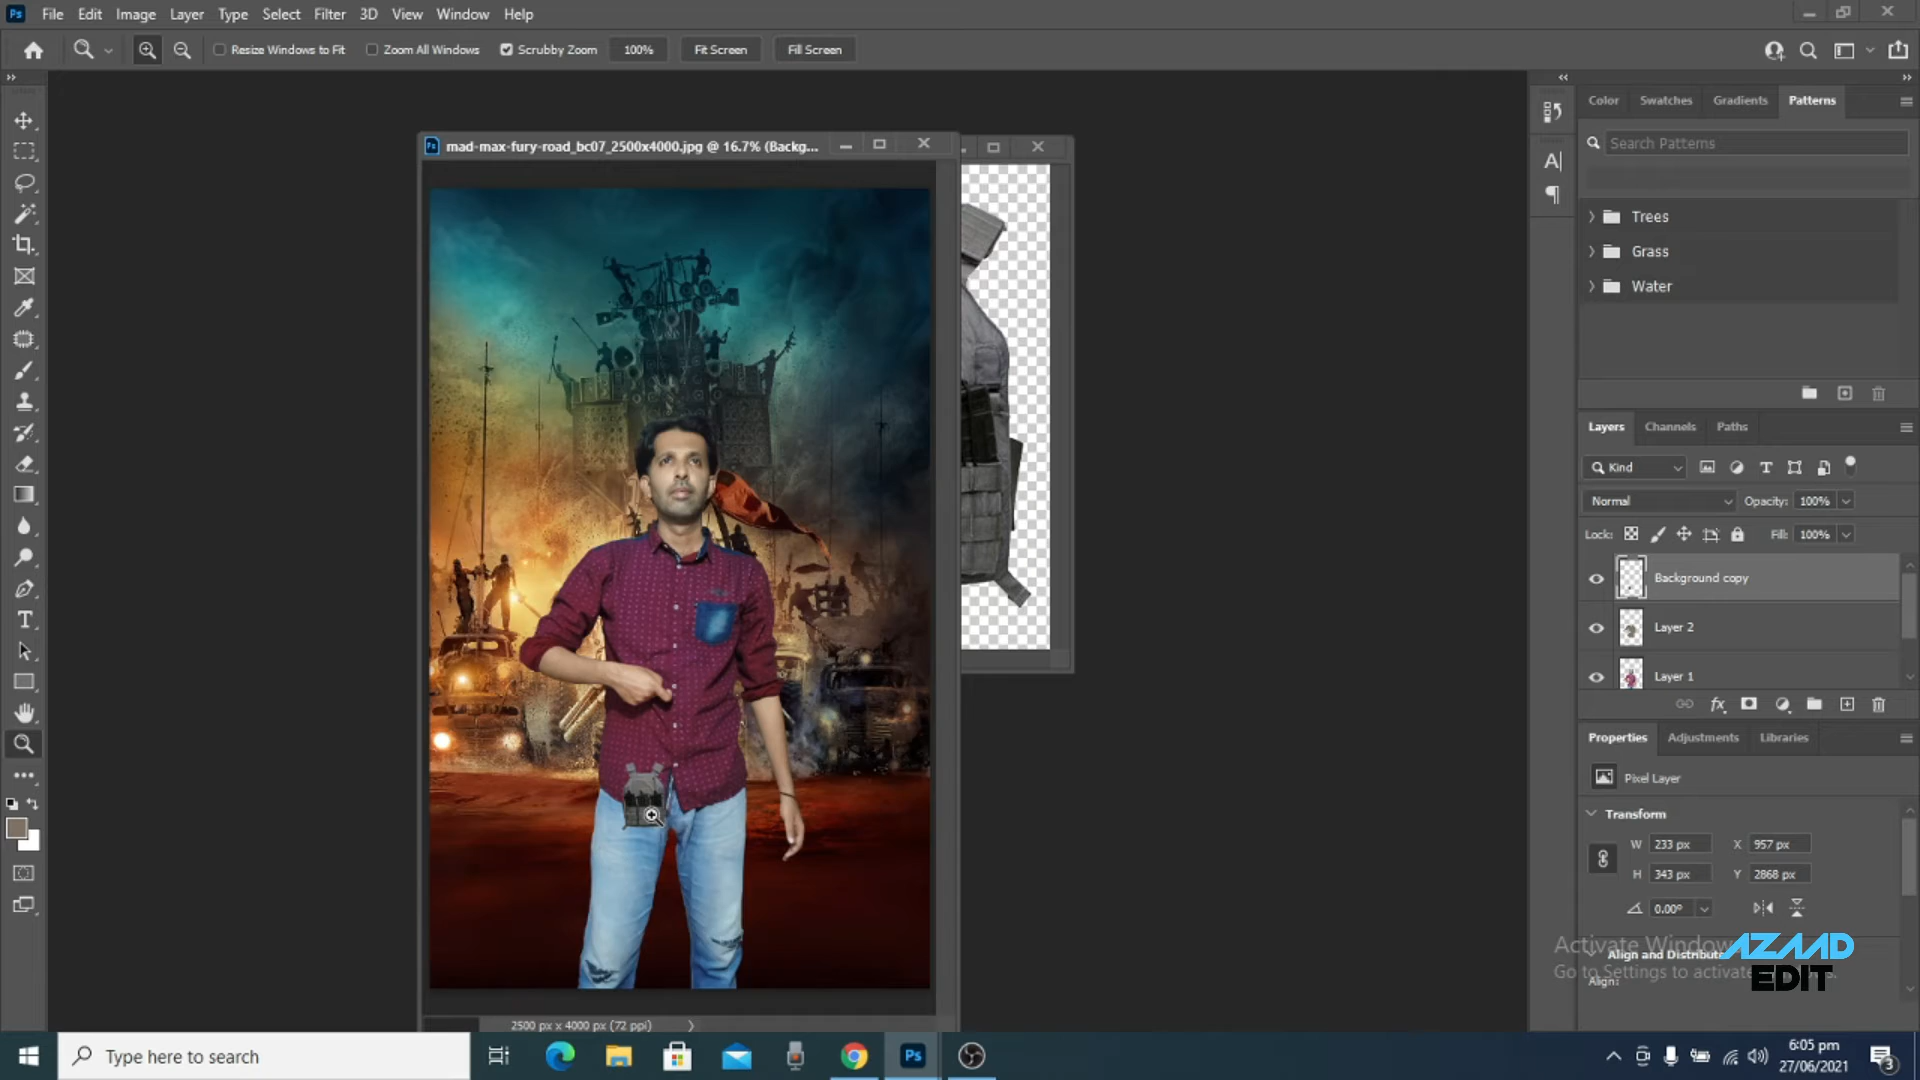 Ps File Edit Image Layer Type Select Filter 3D View Window Help
Resize Windows to Fit Zoom All Windows Scrubby Zoom 100% Fit Screen Fill Screen
Color Swatches Gradients Patterns
Search Patterns
Trees
Grass
Water
mad-max-fury-road_bc07_2500x4000.jpg @ 16.7% (Backg...
Layers Channels Paths
Kind
Normal Opacity: 100%
Lock: Fill: 100%
Background copy
Layer 2
Layer 1
fx
Properties Adjustments Libraries
Pixel Layer
Transform
W 233 px X 957 px
H 343 px Y 2868 px
0.00°
Activate Windows
Align and Distribute
Go to Settings to activate Windows.
Align:
AZAAD
EDIT
2500 px x 4000 px (72 ppi)
Type here to search
Ps
6:05 pm
27/06/2021
3